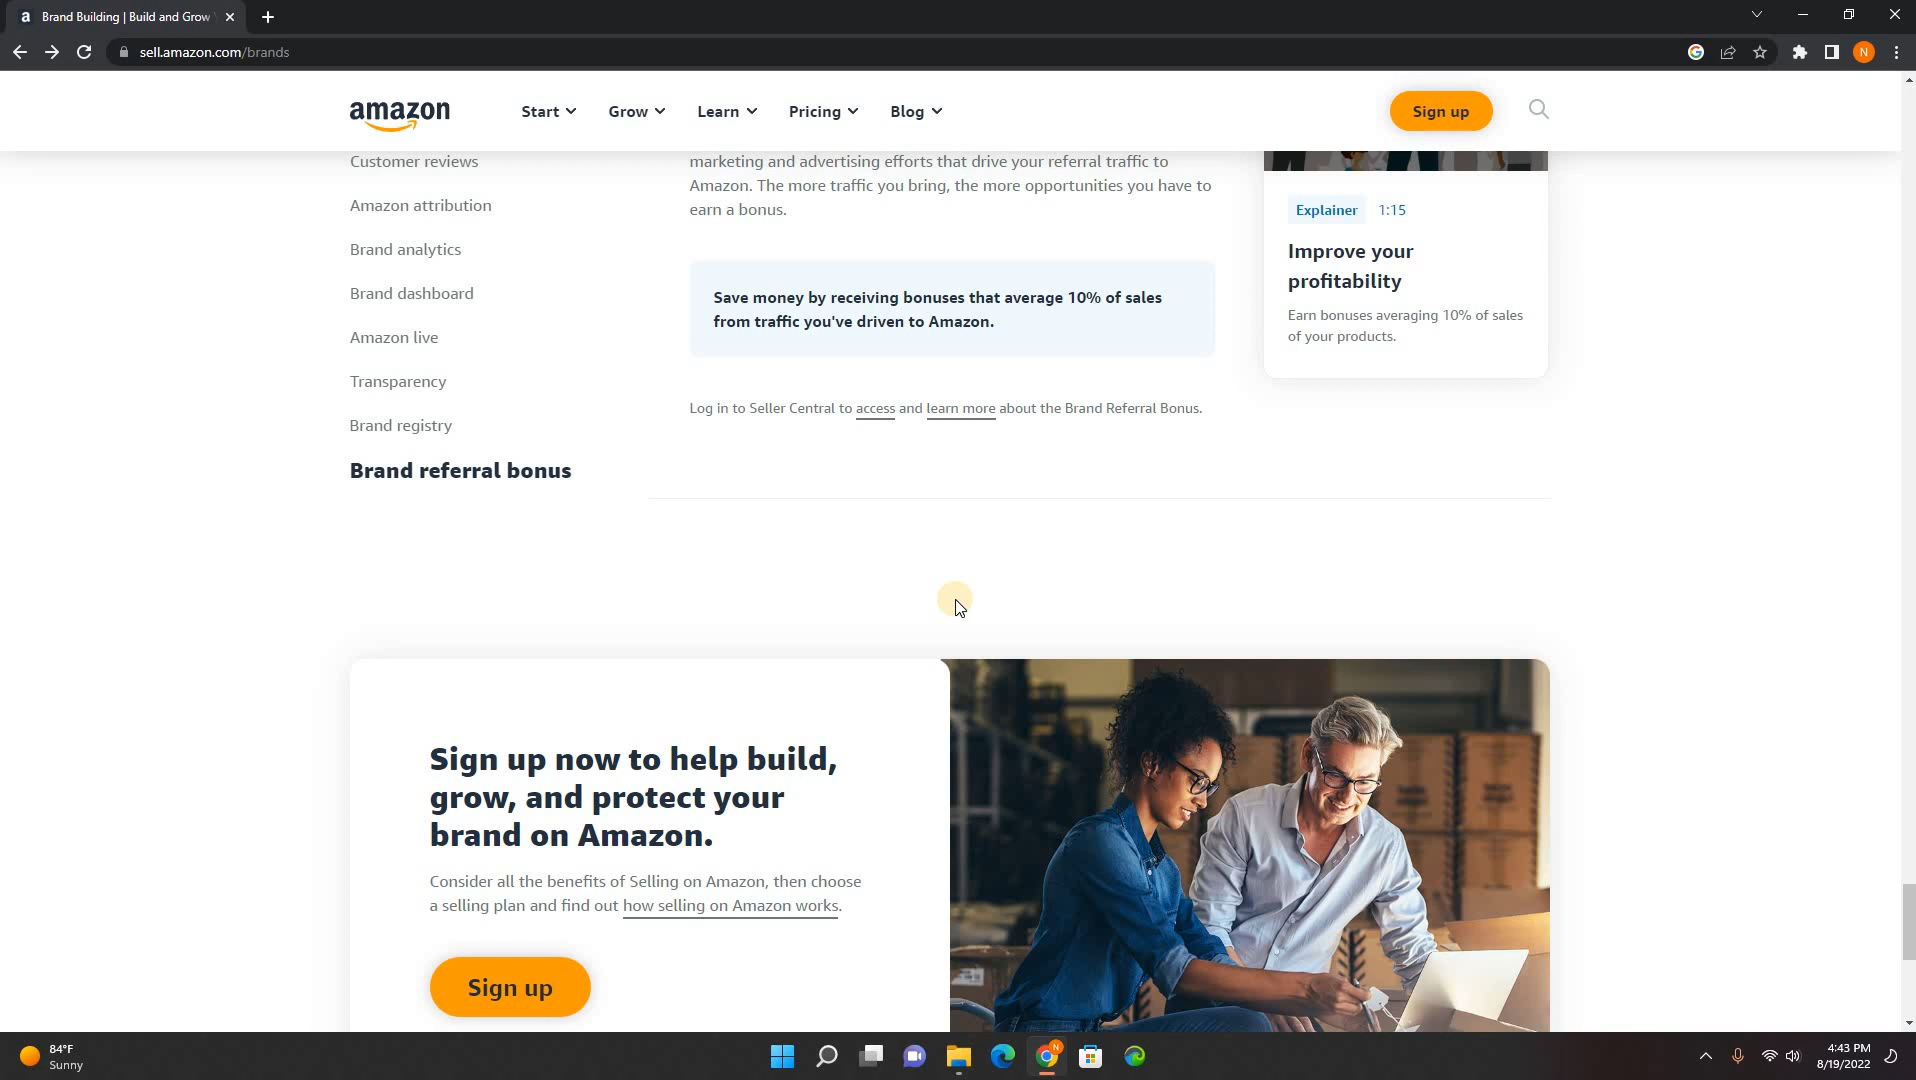 Brand Building | Build and Grow
sell.amazon.com/brands
N
amazon
Start
Grow
Learn
Pricing
Blog
Sign up
Customer reviews
Amazon attribution
Brand analytics
Brand dashboard
Amazon live
Transparency
Brand registry
Brand referral bonus
marketing and advertising efforts that drive your referral traffic to
Amazon. The more traffic you bring, the more opportunities you have to
earn a bonus.
Save money by receiving bonuses that average 10% of sales
from traffic you've driven to Amazon.
Log in to Seller Central to access and learn more about the Brand Referral Bonus.
Explainer 1:15
Improve your
profitability
Earn bonuses averaging 10% of sales
of your products.
Sign up now to help build,
grow, and protect your
brand on Amazon.
Consider all the benefits of Selling on Amazon, then choose
a selling plan and find out how selling on Amazon works.
Sign up
84°F
Sunny
4:43 PM
8/19/2022